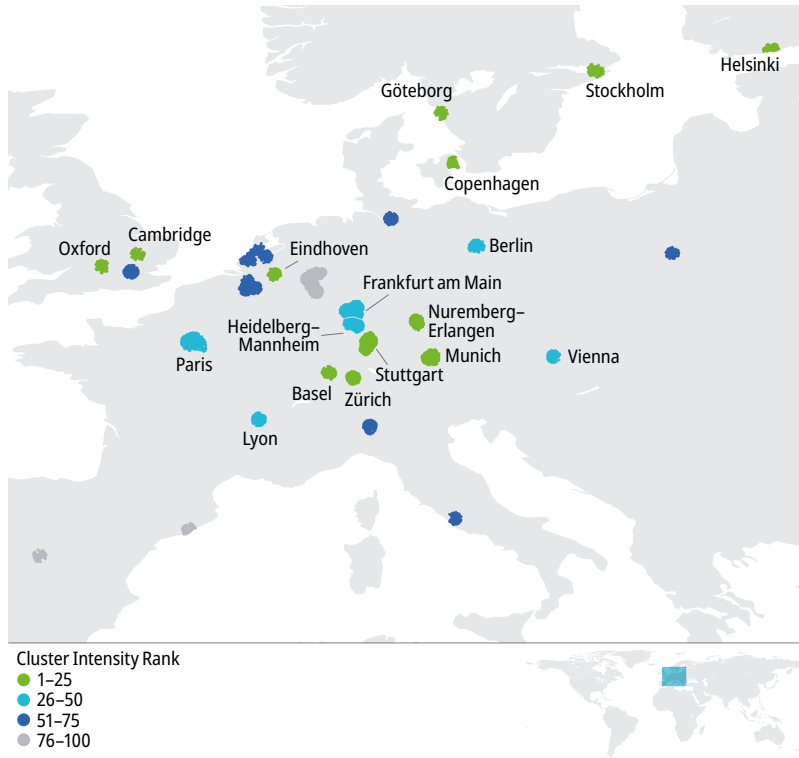 Helsinki
Stockholm
Göteborg
Copenhagen
Cambridge
Oxford
Eindhoven
Berlin
Frankfurt am Main
Nuremberg–
Erlangen
Heidelberg–
Mannheim
Paris
Munich
Vienna
Stuttgart
Basel
Zürich
Lyon
Cluster Intensity Rank
1–25
26–50
51–75
76–100